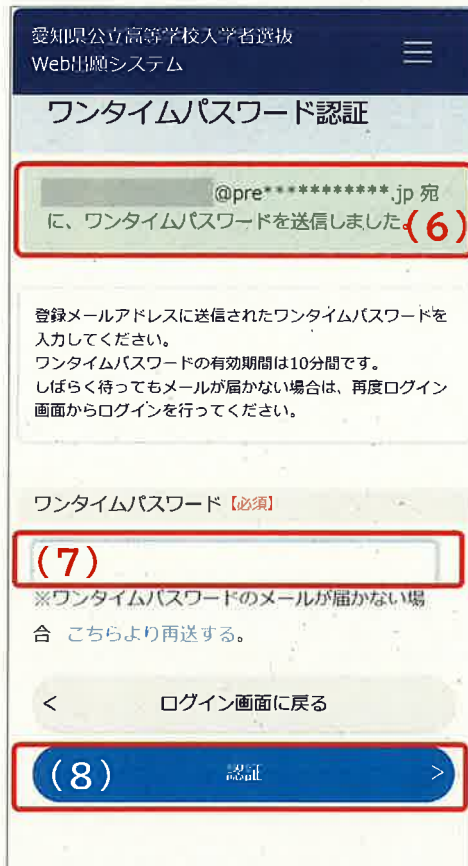 愛知県公立高等学校入学者選抜
Web出願システム
ワンタイムパスワード認証
@pre***********.jp 宛
に、ワンタイムパスワードを送信しました。
(6)
登録メールアドレスに送信されたワンタイムパスワードを
入力してください。
ワンタイムパスワードの有効期間は10分間です。
しばらく待ってもメールが届かない場合は、再度ログイン
画面からログインを行ってください。
ワンタイムパスワード【必須】
(7)
※ワンタイムパスワードのメールが届かない場
合 こちらより再送する。
< ログイン画面に戻る
(8) 認証 >